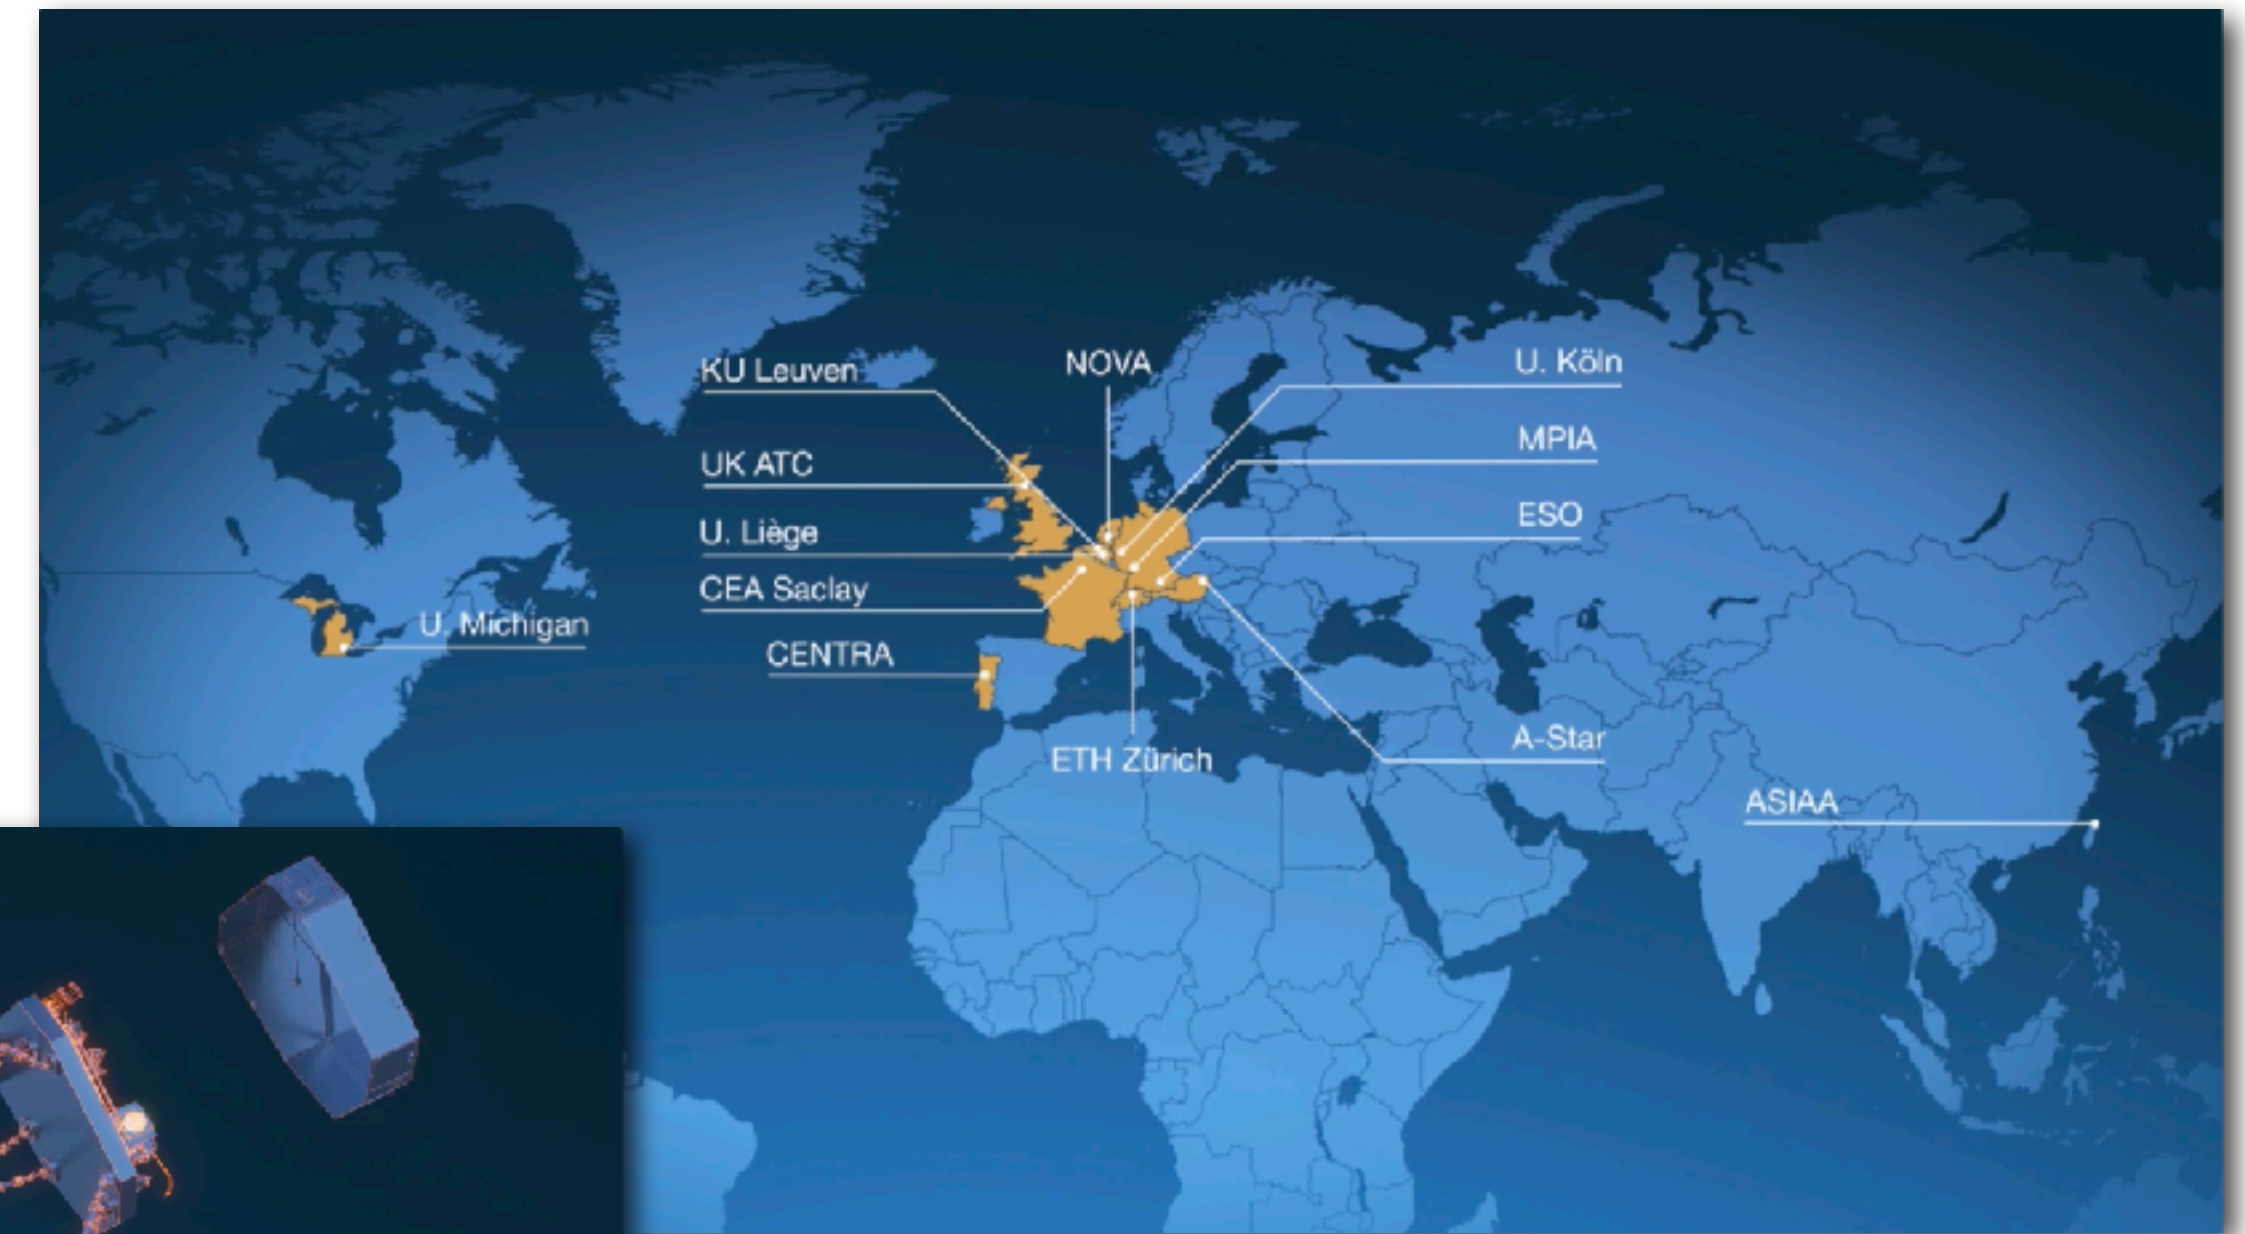 KU Leuven
NOVA
U. Köln
UK ATC
MPIA
U. Liège
ESO
CEA Saclay
U. Michigan
CENTRA
ETH Zürich
A-Star
ASIAA